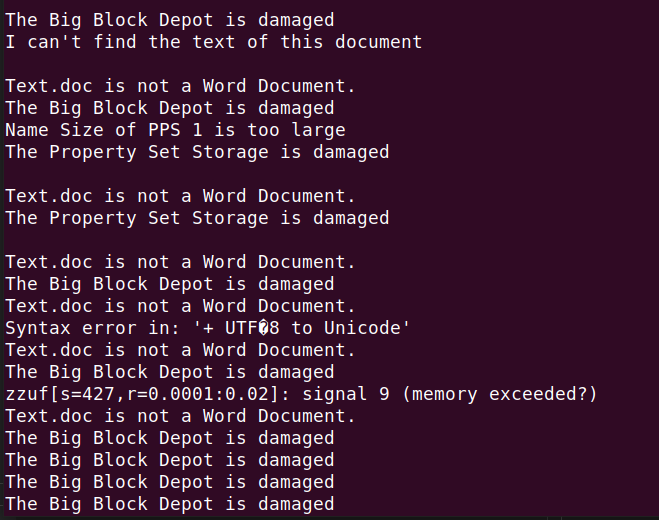 The Big Block Depot is damaged
I can't find the text of this document
Text.doc is not a Word Document.
The Big Block Depot is damaged
Name Size of PPS 1 is too large
The Property Set Storage is damaged
Text.doc is not a Word Document.
The Property Set Storage is damaged
Text.doc is not a Word Document.
The Big Block Depot is damaged
Text.doc is not a Word Document.
Syntax error in: '+ UTF�8 to Unicode'
Text.doc is not a Word Document.
The Big Block Depot is damaged
zzuf[s=427,r=0.0001:0.02]: signal 9 (memory exceeded?)
Text.doc is not a Word Document.
The Big Block Depot is damaged
The Big Block Depot is damaged
The Big Block Depot is damaged
The Big Block Depot is damaged